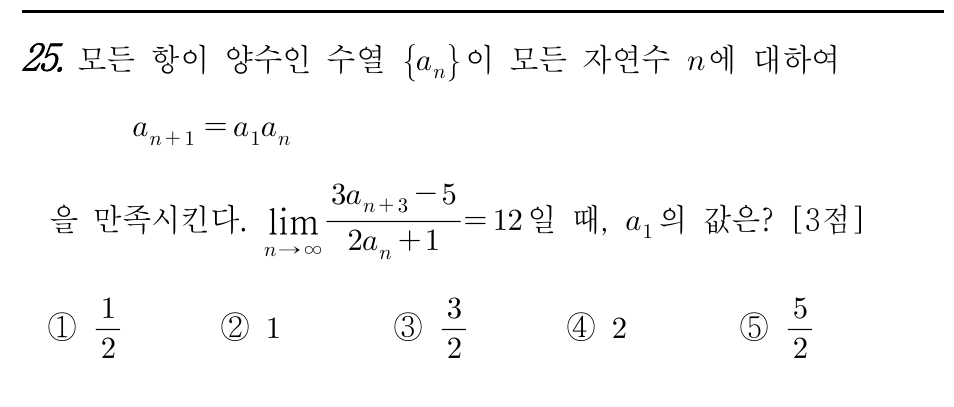 25. 모든 항이 양수인 수열 {aₙ}이 모든 자연수 n에 대하여
aₙ₊₁ = a₁aₙ
을 만족시킨다. lim_{n→∞} (3aₙ₊₃ − 5)/(2aₙ + 1) = 12일 때, a₁의 값은? [3점]
① 1/2 ② 1 ③ 3/2 ④ 2 ⑤ 5/2